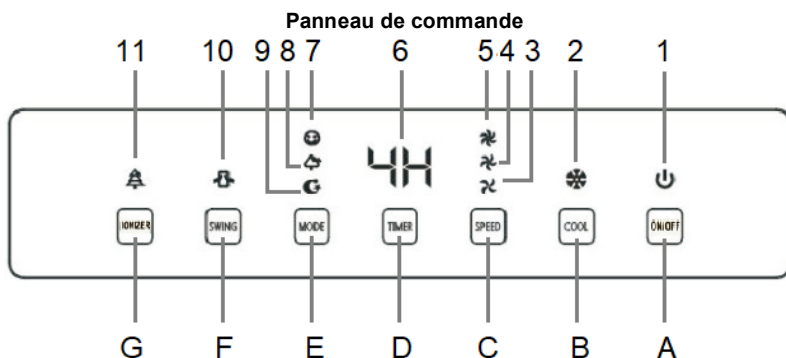 Panneau de commande
11 10 9 8 7 6 5 4 3 2 1
4H
IONIZER SWING MODE TIMER SPEED COOL ON/OFF
G F E D C B A